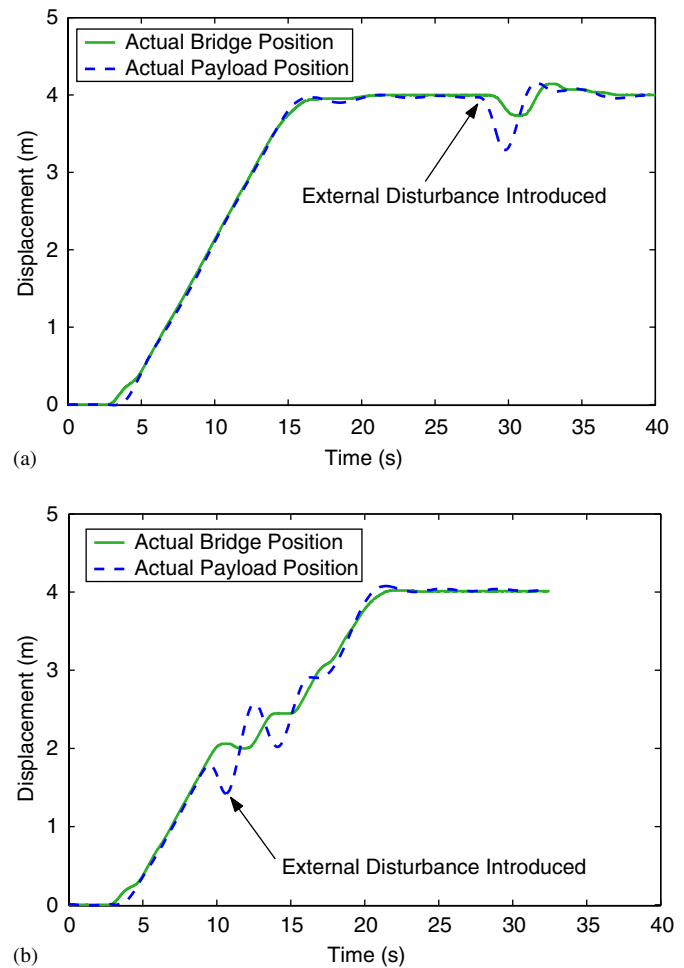 5
4
3
2
1
0
Displacement (m)
Actual Bridge Position
Actual Payload Position
External Disturbance Introduced
0 5 10 15 20 25 30 35 40
Time (s)
(a)
5
4
3
2
1
0
Displacement (m)
Actual Bridge Position
Actual Payload Position
External Disturbance Introduced
0 5 10 15 20 25 30 35 40
Time (s)
(b)